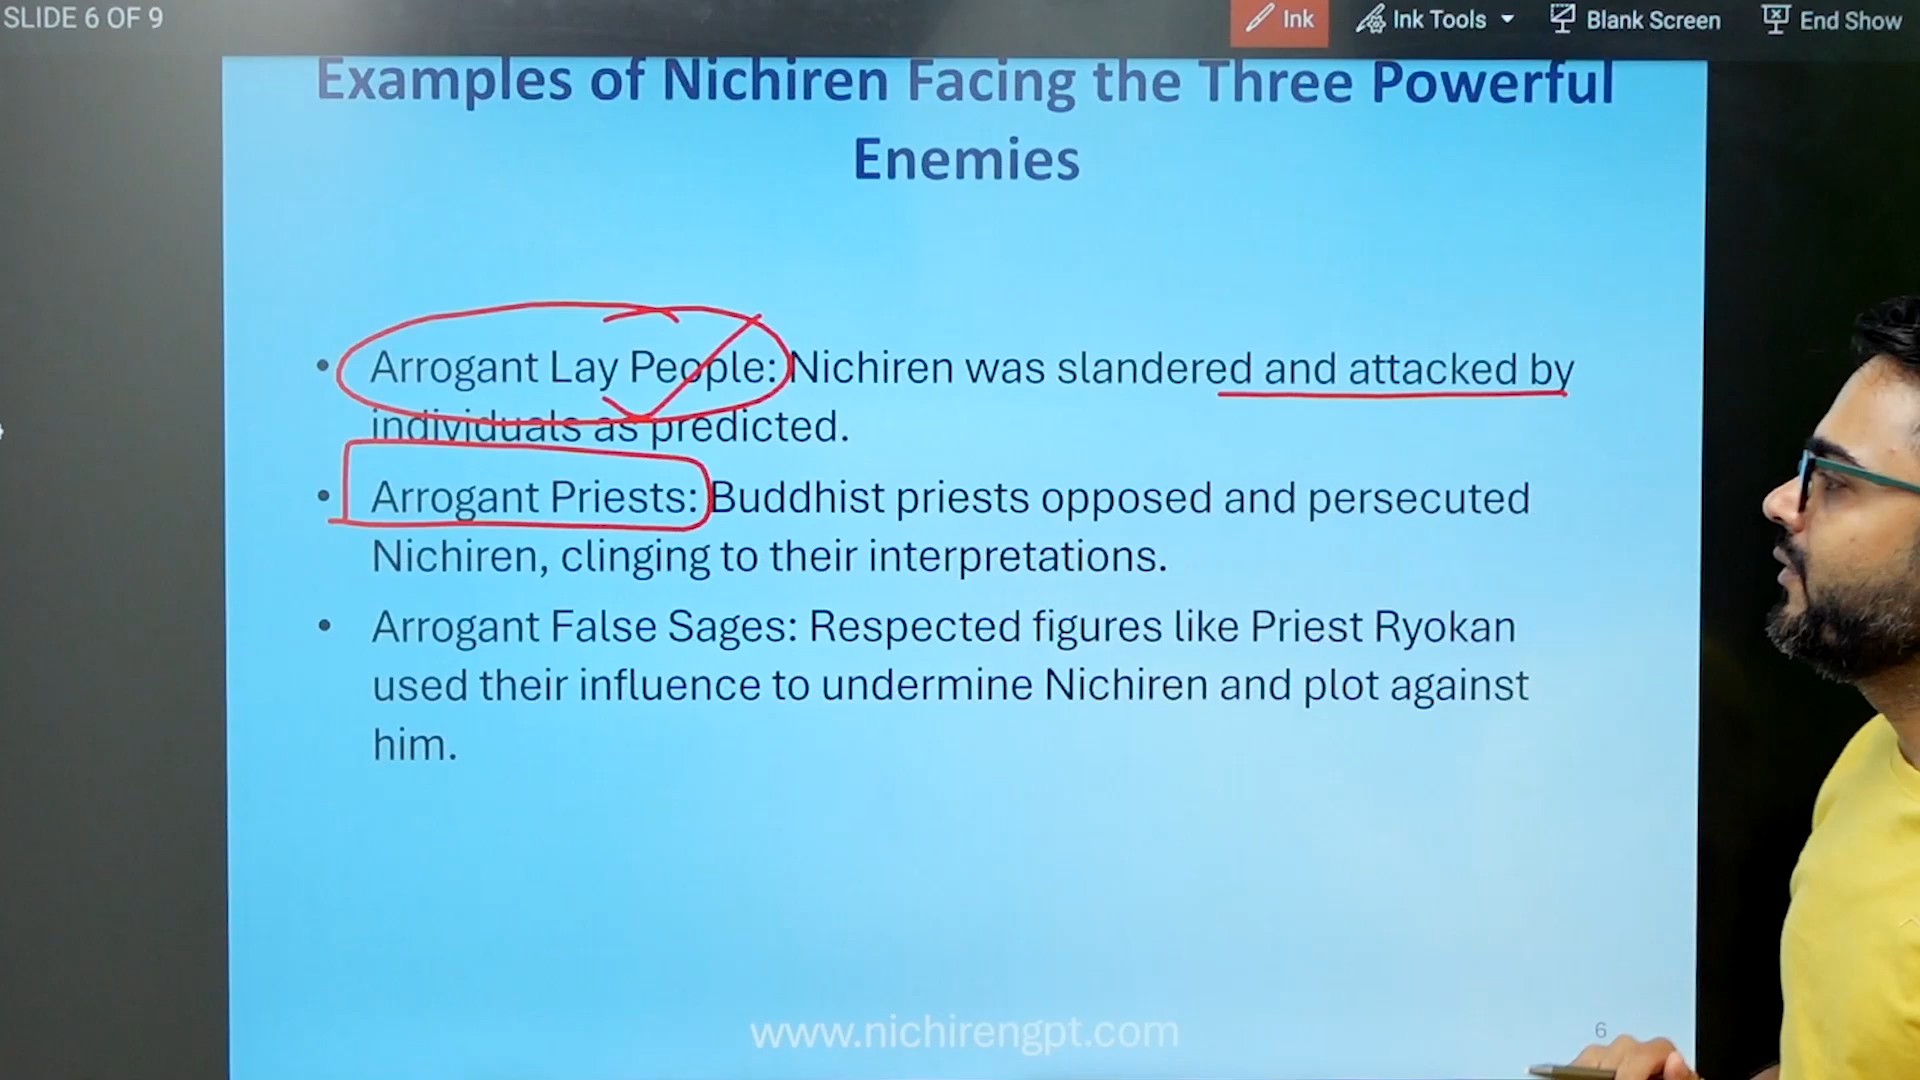 SLIDE 6 OF 9
Ink
Ink Tools
Blank Screen
End Show
Examples of Nichiren Facing the Three Powerful
Enemies
• Arrogant Lay People: Nichiren was slandered and attacked by
individuals as predicted.
• Arrogant Priests: Buddhist priests opposed and persecuted
Nichiren, clinging to their interpretations.
• Arrogant False Sages: Respected figures like Priest Ryokan
used their influence to undermine Nichiren and plot against
him.
www.nichirengpt.com
6